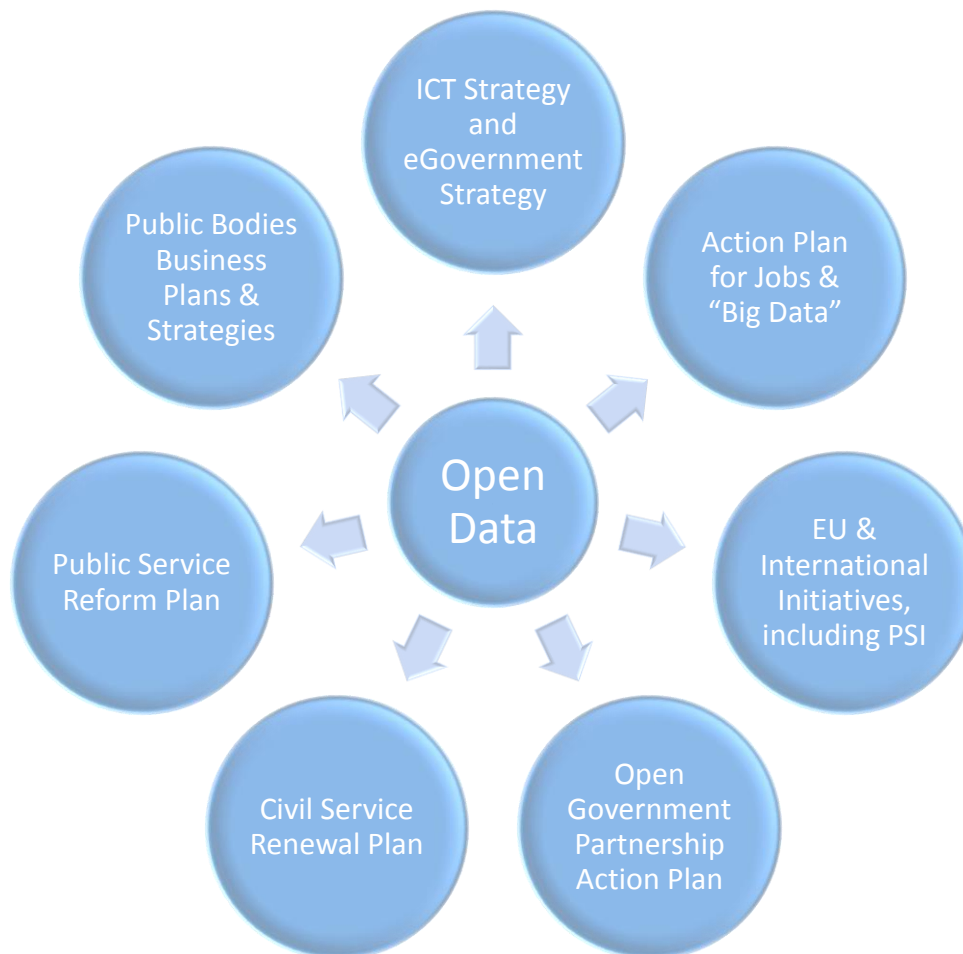 ICT Strategy
and
eGovernment
Strategy
Public Bodies
Business
Plans &
Strategies
Action Plan
for Jobs &
“Big Data”
Open
Data
Public Service
Reform Plan
EU &
International
Initiatives,
including PSI
Civil Service
Renewal Plan
Open
Government
Partnership
Action Plan